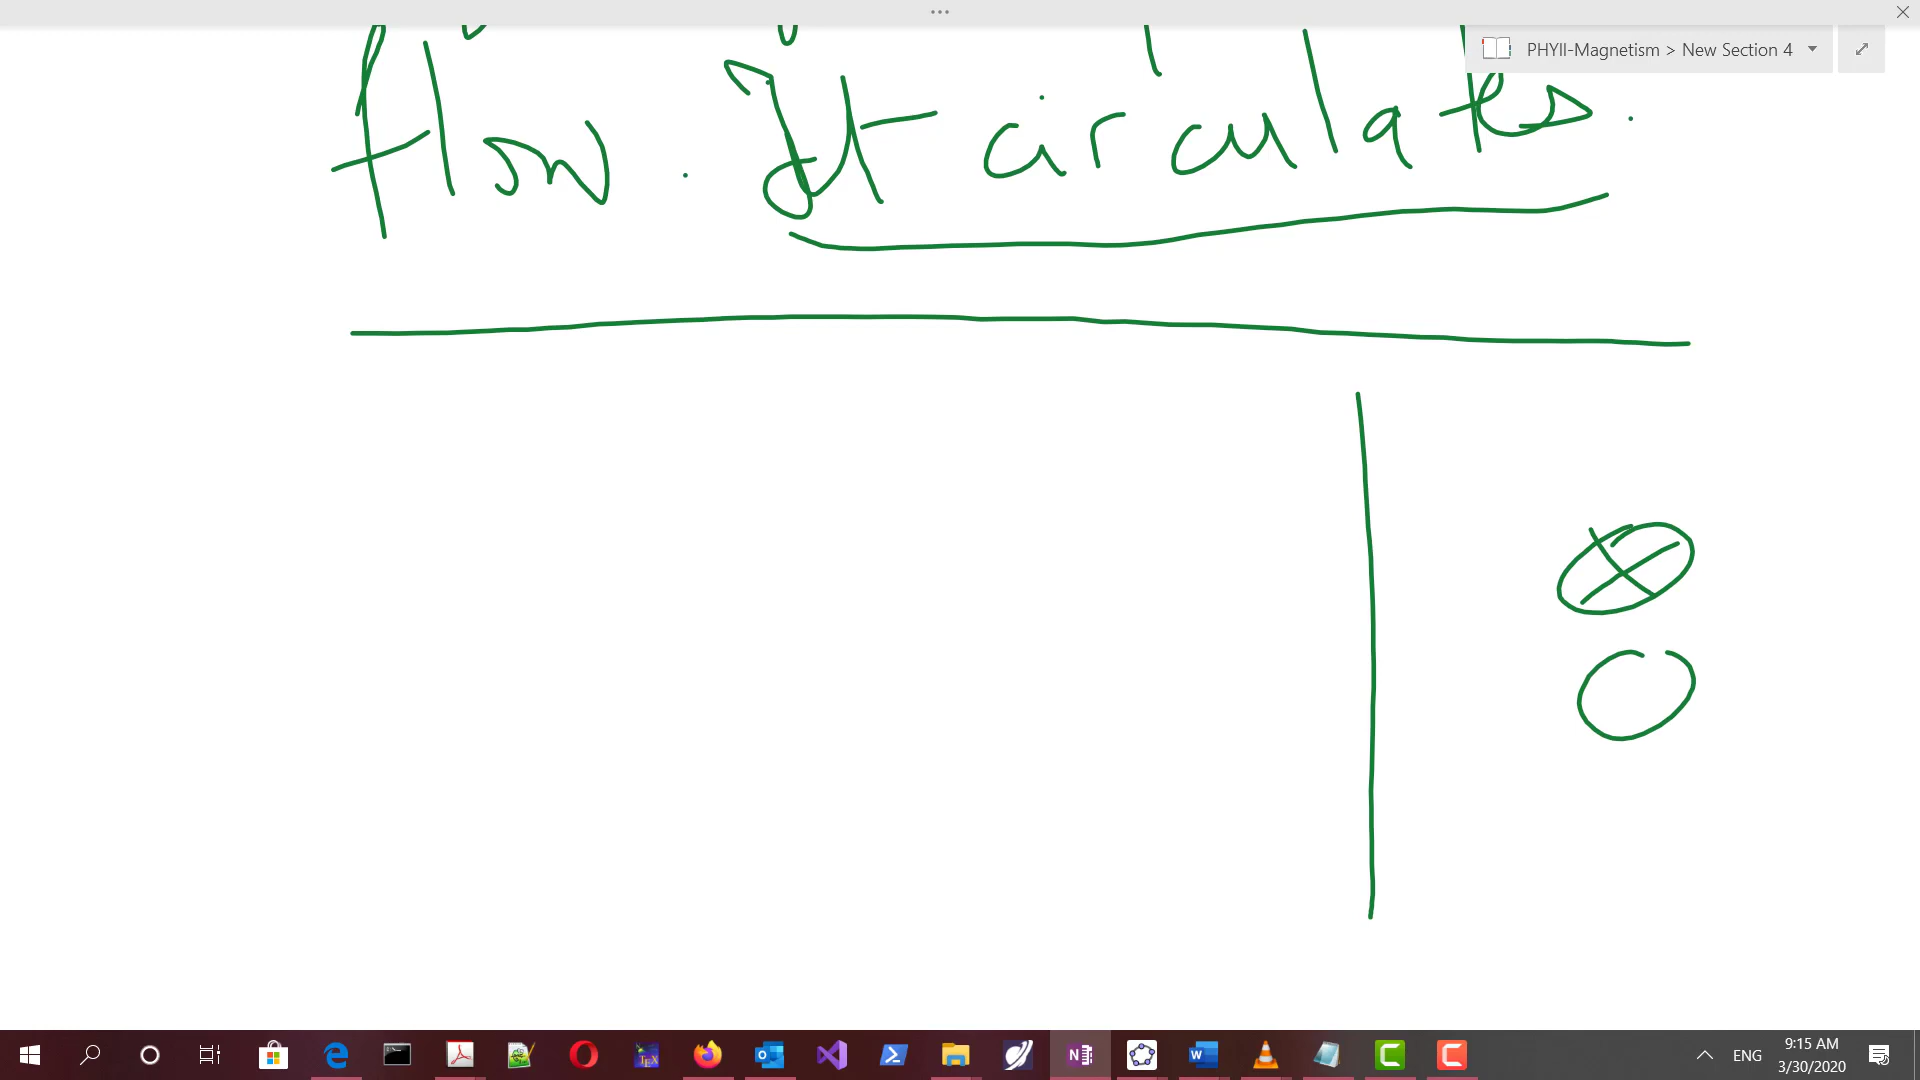 PHYII-Magnetism > New Section 4
flow. It circulates.
ENG
9:15 AM
3/30/2020